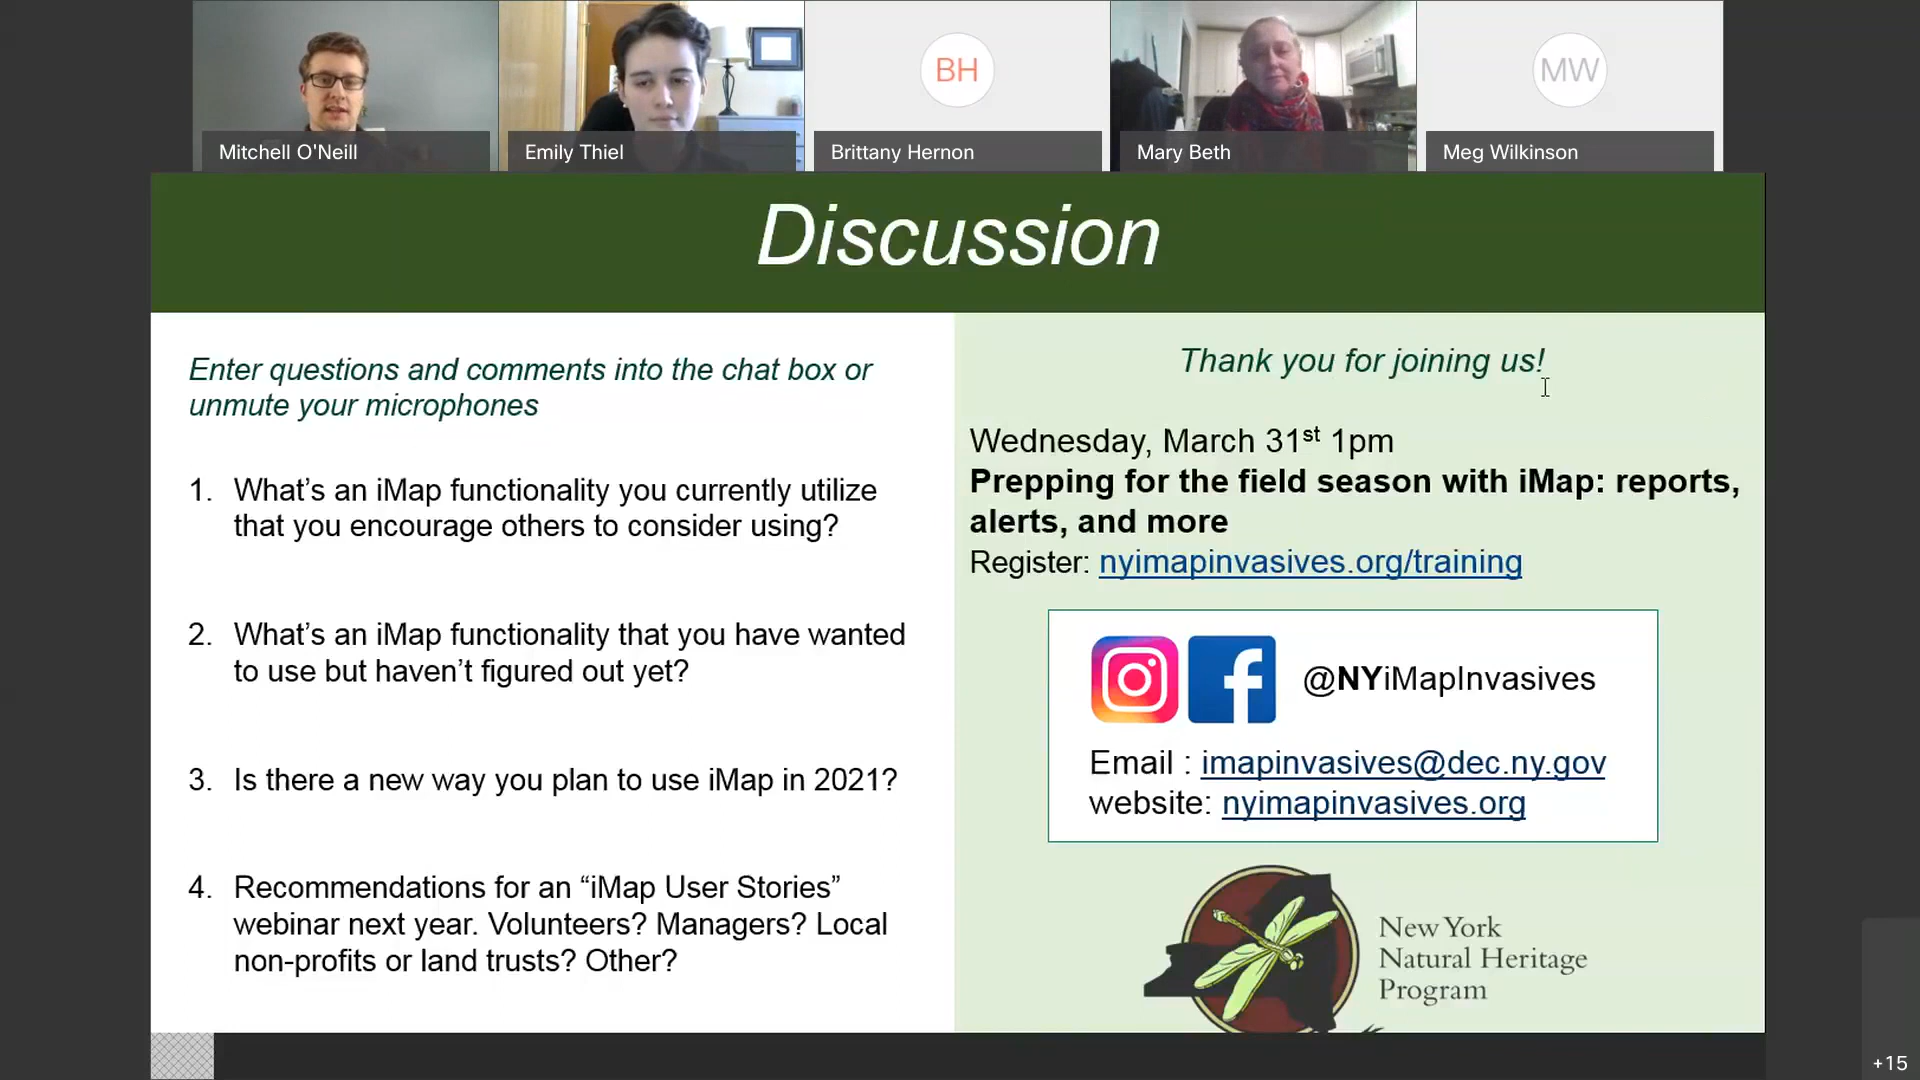 BH
MW
Mitchell O'Neill
Emily Thiel
Brittany Hernon
Mary Beth
Meg Wilkinson
Discussion
Enter questions and comments into the chat box or
unmute your microphones
1. What's an iMap functionality you currently utilize
that you encourage others to consider using?
2. What's an iMap functionality that you have wanted
to use but haven't figured out yet?
3. Is there a new way you plan to use iMap in 2021?
4. Recommendations for an “iMap User Stories”
webinar next year. Volunteers? Managers? Local
non-profits or land trusts? Other?
Thank you for joining us!
Wednesday, March 31st 1pm
Prepping for the field season with iMap: reports,
alerts, and more
Register: nyimapinvasives.org/training
@NYiMapInvasives
Email : imapinvasives@dec.ny.gov
website: nyimapinvasives.org
New York
Natural Heritage
Program
+15